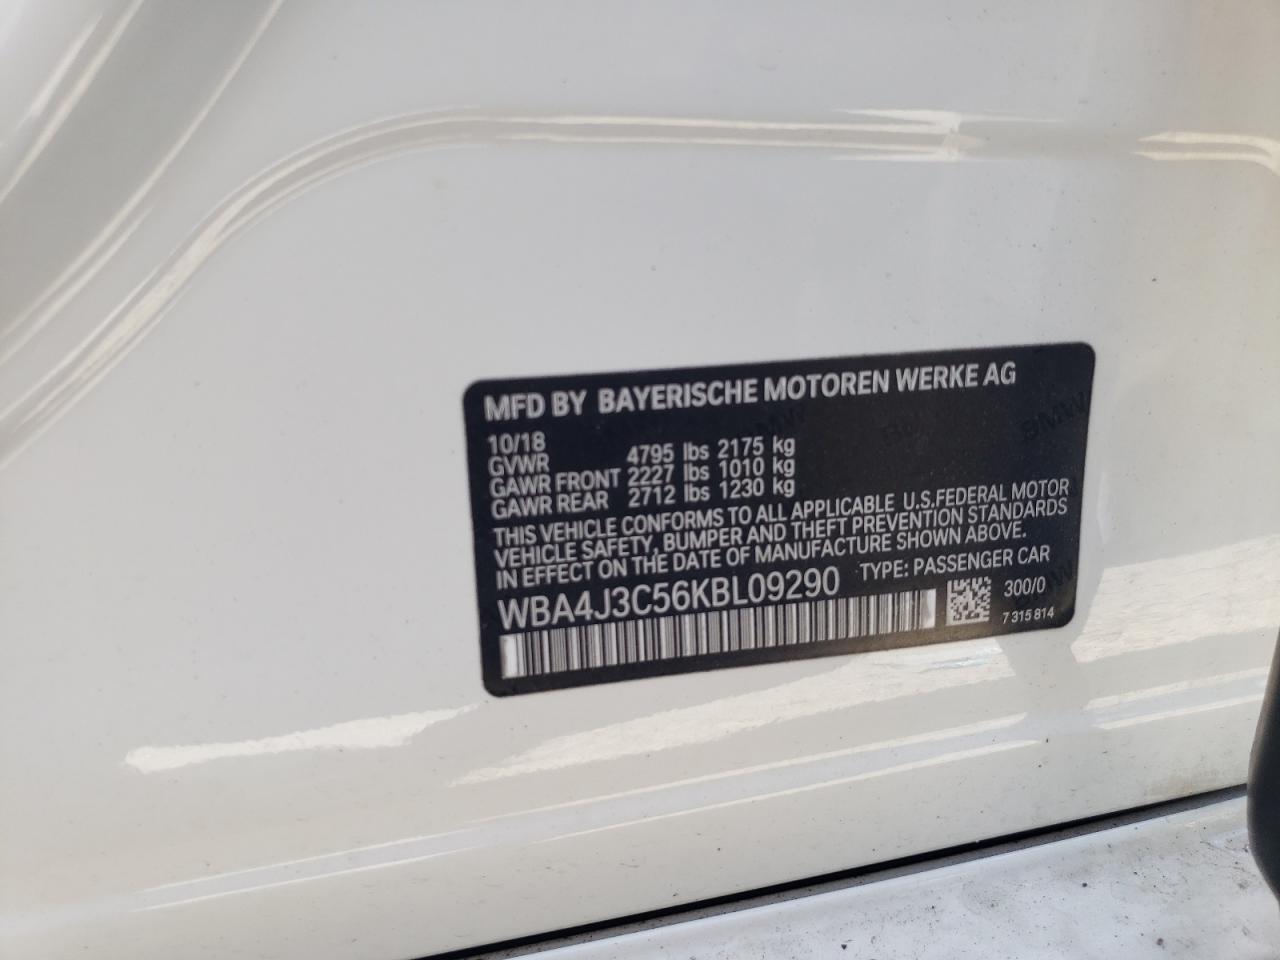 MFD BY BAYERISCHE MOTOREN WERKE AG
10/18
GVWR 4795 lbs 2175 kg
GAWR FRONT 2227 lbs 1010 kg
GAWR REAR 2712 lbs 1230 kg
THIS VEHICLE CONFORMS TO ALL APPLICABLE U.S.FEDERAL MOTOR
VEHICLE SAFETY, BUMPER AND THEFT PREVENTION STANDARDS
IN EFFECT ON THE DATE OF MANUFACTURE SHOWN ABOVE.
WBA4J3C56KBL09290 TYPE: PASSENGER CAR
300/0
7 315 814
BMW
BMW
BMW